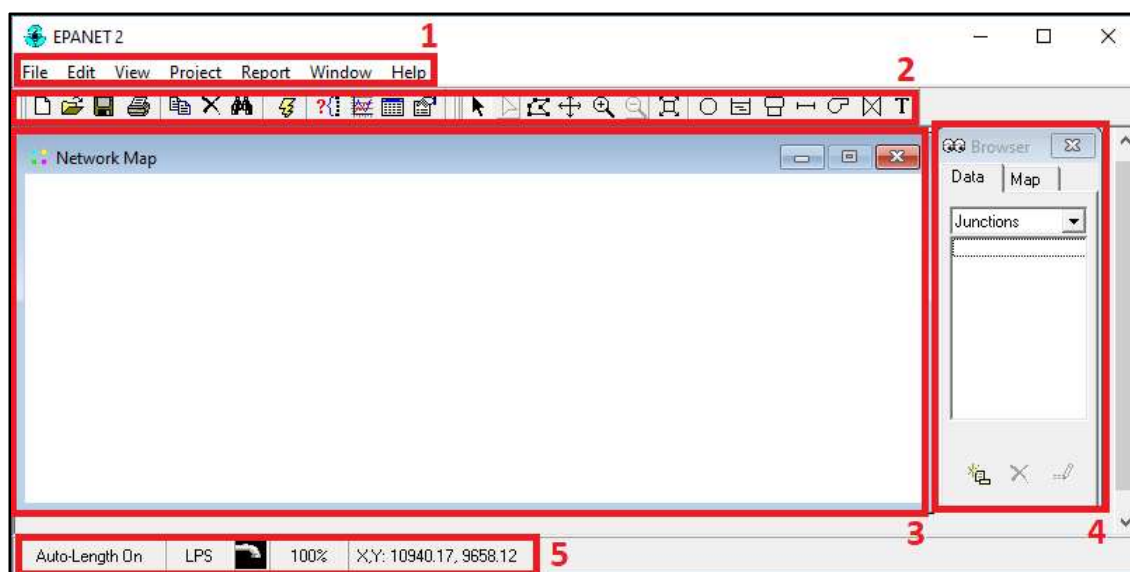 EPANET 2
1
File Edit View Project Report Window Help
2
T
Network Map
Browser
Data Map
Junctions
3
4
Auto-Length On LPS 100% X,Y: 10940.17, 9658.12
5